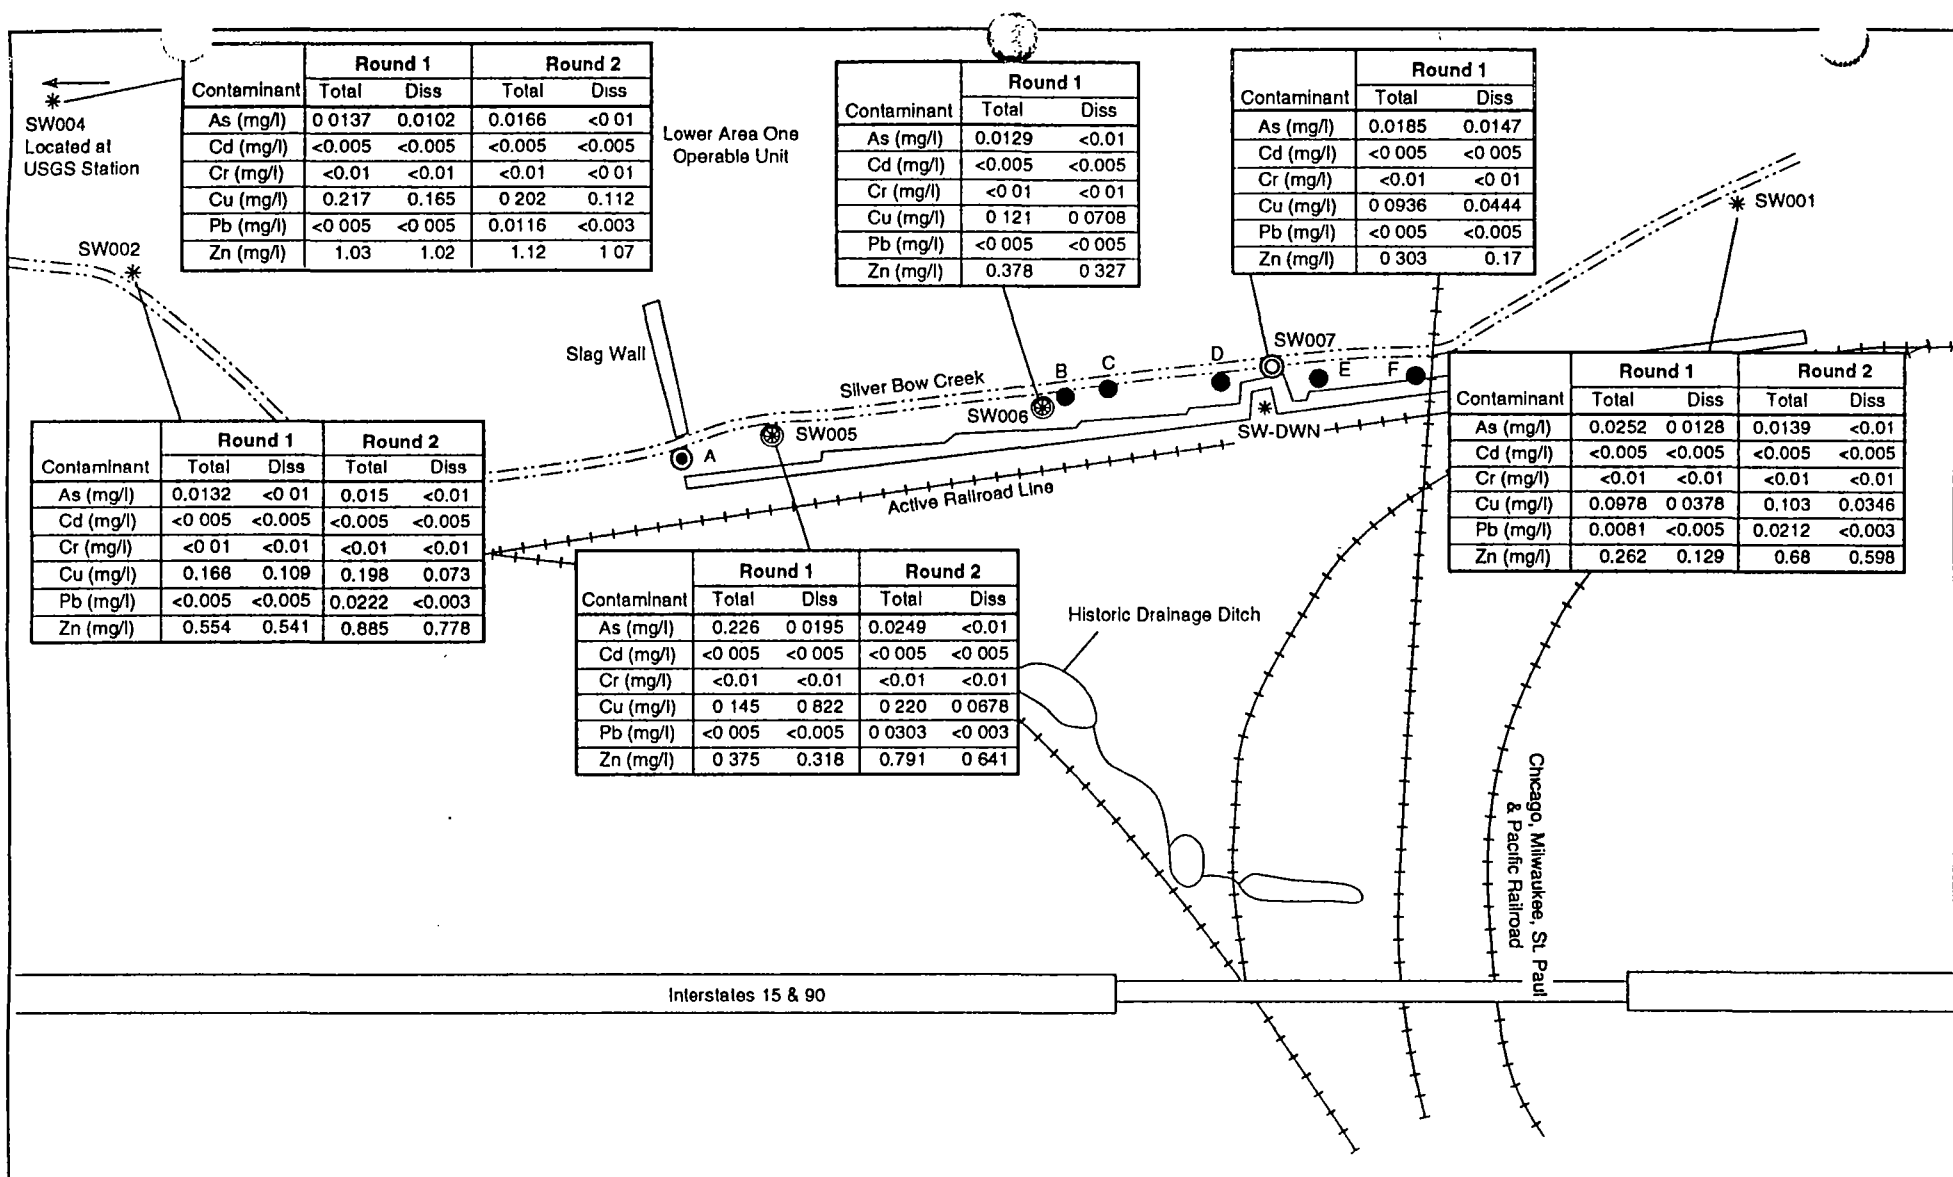 SW004
Located at
USGS Station
Round 1 Round 2
Contaminant Total Diss Total Diss
As (mg/l) 0 0137 0.0102 0.0166 <0 01
Cd (mg/l) <0.005 <0.005 <0.005 <0.005
Cr (mg/l) <0.01 <0.01 <0.01 <0 01
Cu (mg/l) 0.217 0.165 0 202 0.112
Pb (mg/l) <0 005 <0 005 0.0116 <0.003
Zn (mg/l) 1.03 1.02 1.12 1 07
Lower Area One
Operable Unit
Round 1
Contaminant Total Diss
As (mg/l) 0.0129 <0.01
Cd (mg/l) <0.005 <0.005
Cr (mg/l) <0 01 <0 01
Cu (mg/l) 0 121 0 0708
Pb (mg/l) <0 005 <0 005
Zn (mg/l) 0.378 0 327
Round 1
Contaminant Total Diss
As (mg/l) 0.0185 0.0147
Cd (mg/l) <0 005 <0 005
Cr (mg/l) <0.01 <0 01
Cu (mg/l) 0 0936 0.0444
Pb (mg/l) <0 005 <0.005
Zn (mg/l) 0 303 0.17
SW001
SW002
Slag Wall
Silver Bow Creek
SW007
A
B
C
D
E
F
SW006
SW005
SW-DWN
Active Railroad Line
Round 1 Round 2
Contaminant Total Diss Total Diss
As (mg/l) 0.0252 0 0128 0.0139 <0.01
Cd (mg/l) <0.005 <0.005 <0.005 <0.005
Cr (mg/l) <0.01 <0.01 <0.01 <0.01
Cu (mg/l) 0.0978 0 0378 0.103 0.0346
Pb (mg/l) 0.0081 <0.005 0.0212 <0.003
Zn (mg/l) 0.262 0.129 0.68 0.598
Round 1 Round 2
Contaminant Total Diss Total Diss
As (mg/l) 0.0132 <0 01 0.015 <0.01
Cd (mg/l) <0 005 <0.005 <0.005 <0.005
Cr (mg/l) <0 01 <0.01 <0.01 <0.01
Cu (mg/l) 0.166 0.109 0.198 0.073
Pb (mg/l) <0.005 <0.005 0.0222 <0.003
Zn (mg/l) 0.554 0.541 0.885 0.778
Round 1 Round 2
Contaminant Total Diss Total Diss
As (mg/l) 0.226 0 0195 0.0249 <0.01
Cd (mg/l) <0 005 <0 005 <0 005 <0 005
Cr (mg/l) <0.01 <0.01 <0.01 <0.01
Cu (mg/l) 0 145 0 822 0 220 0 0678
Pb (mg/l) <0 005 <0.005 0 0303 <0 003
Zn (mg/l) 0 375 0.318 0.791 0 641
Historic Drainage Ditch
Chicago, Milwaukee, St. Paul
& Pacific Railroad
Interstates 15 & 90